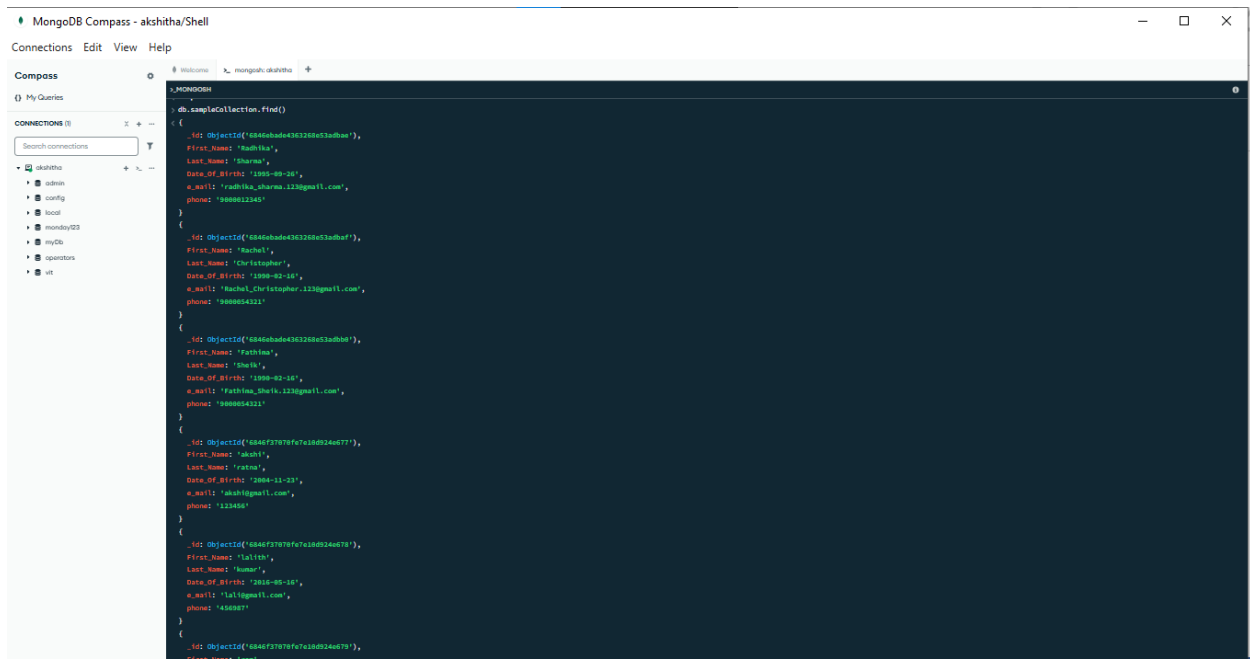 MongoDB Compass - akshitha/Shell
Connections Edit View Help
Compass
{} My Queries
CONNECTIONS (1)
Search connections
akshitha
admin
config
local
monday123
myDb
operators
vit
Welcome
>_ mongosh: akshitha +
>_MONGOSH
> db.sampleCollection.find()
< {
_id: ObjectId('6846ebade4363268e53adbae'),
First_Name: 'Radhika',
Last_Name: 'Sharma',
Date_Of_Birth: '1995-09-26',
e_mail: 'radhika_sharma.123@gmail.com',
phone: '9000012345'
}
{
_id: ObjectId('6846ebade4363268e53adbaf'),
First_Name: 'Rachel',
Last_Name: 'Christopher',
Date_Of_Birth: '1990-02-16',
e_mail: 'Rachel_Christopher.123@gmail.com',
phone: '9000054321'
}
{
_id: ObjectId('6846ebade4363268e53adbb0'),
First_Name: 'Fathima',
Last_Name: 'Sheik',
Date_Of_Birth: '1990-02-16',
e_mail: 'Fathima_Sheik.123@gmail.com',
phone: '9000054321'
}
{
_id: ObjectId('6846f37070fe7e10d924e677'),
First_Name: 'akshi',
Last_Name: 'ratna',
Date_Of_Birth: '2004-11-23',
e_mail: 'akshi@gmail.com',
phone: '123456'
}
{
_id: ObjectId('6846f37070fe7e10d924e678'),
First_Name: 'lalith',
Last_Name: 'kumar',
Date_Of_Birth: '2016-05-16',
e_mail: 'lali@gmail.com',
phone: '456987'
}
{
_id: ObjectId('6846f37070fe7e10d924e679'),